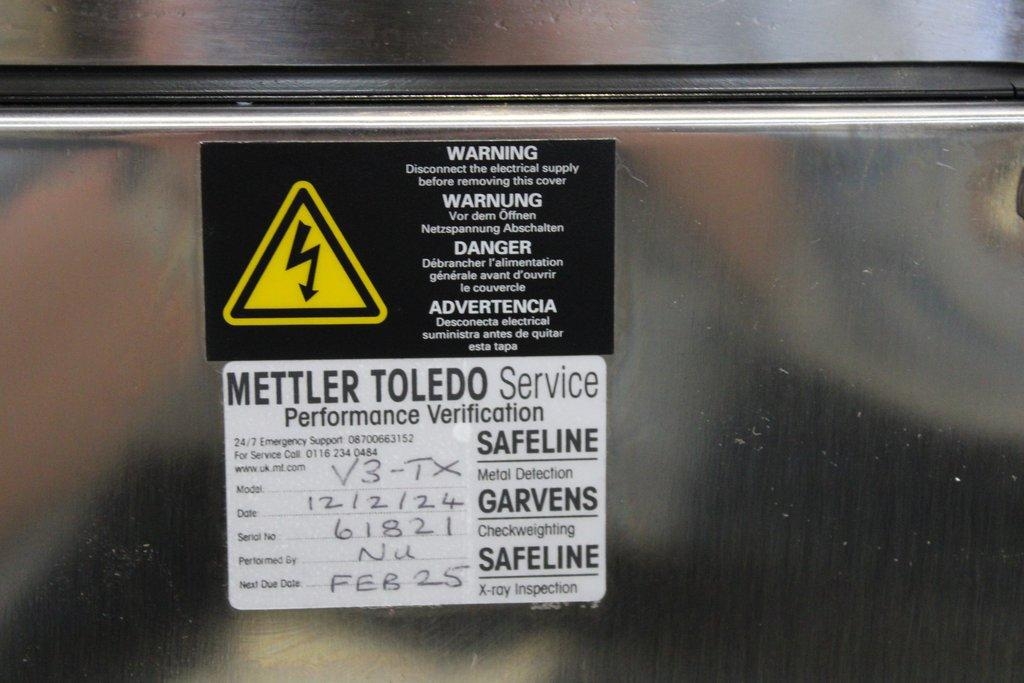 WARNING
Disconnect the electrical supply
before removing this cover
WARNUNG
Vor dem Öffnen
Netzspannung Abschalten
DANGER
Débrancher l'alimentation
générale avant d'ouvrir
le couvercle
ADVERTENCIA
Desconecta electrical
suministra antes de quitar
esta tapa
METTLER TOLEDO Service
Performance Verification
24/7 Emergency Support 08700663152
For Service Call: 0116 234 0484
www.uk.mt.com
Model: V3-TX
Date: 12/2/24
Serial No: 61821
Performed By: Nu
Next Due Date: FEB 25
SAFELINE
Metal Detection
GARVENS
Checkweighting
SAFELINE
X-ray Inspection